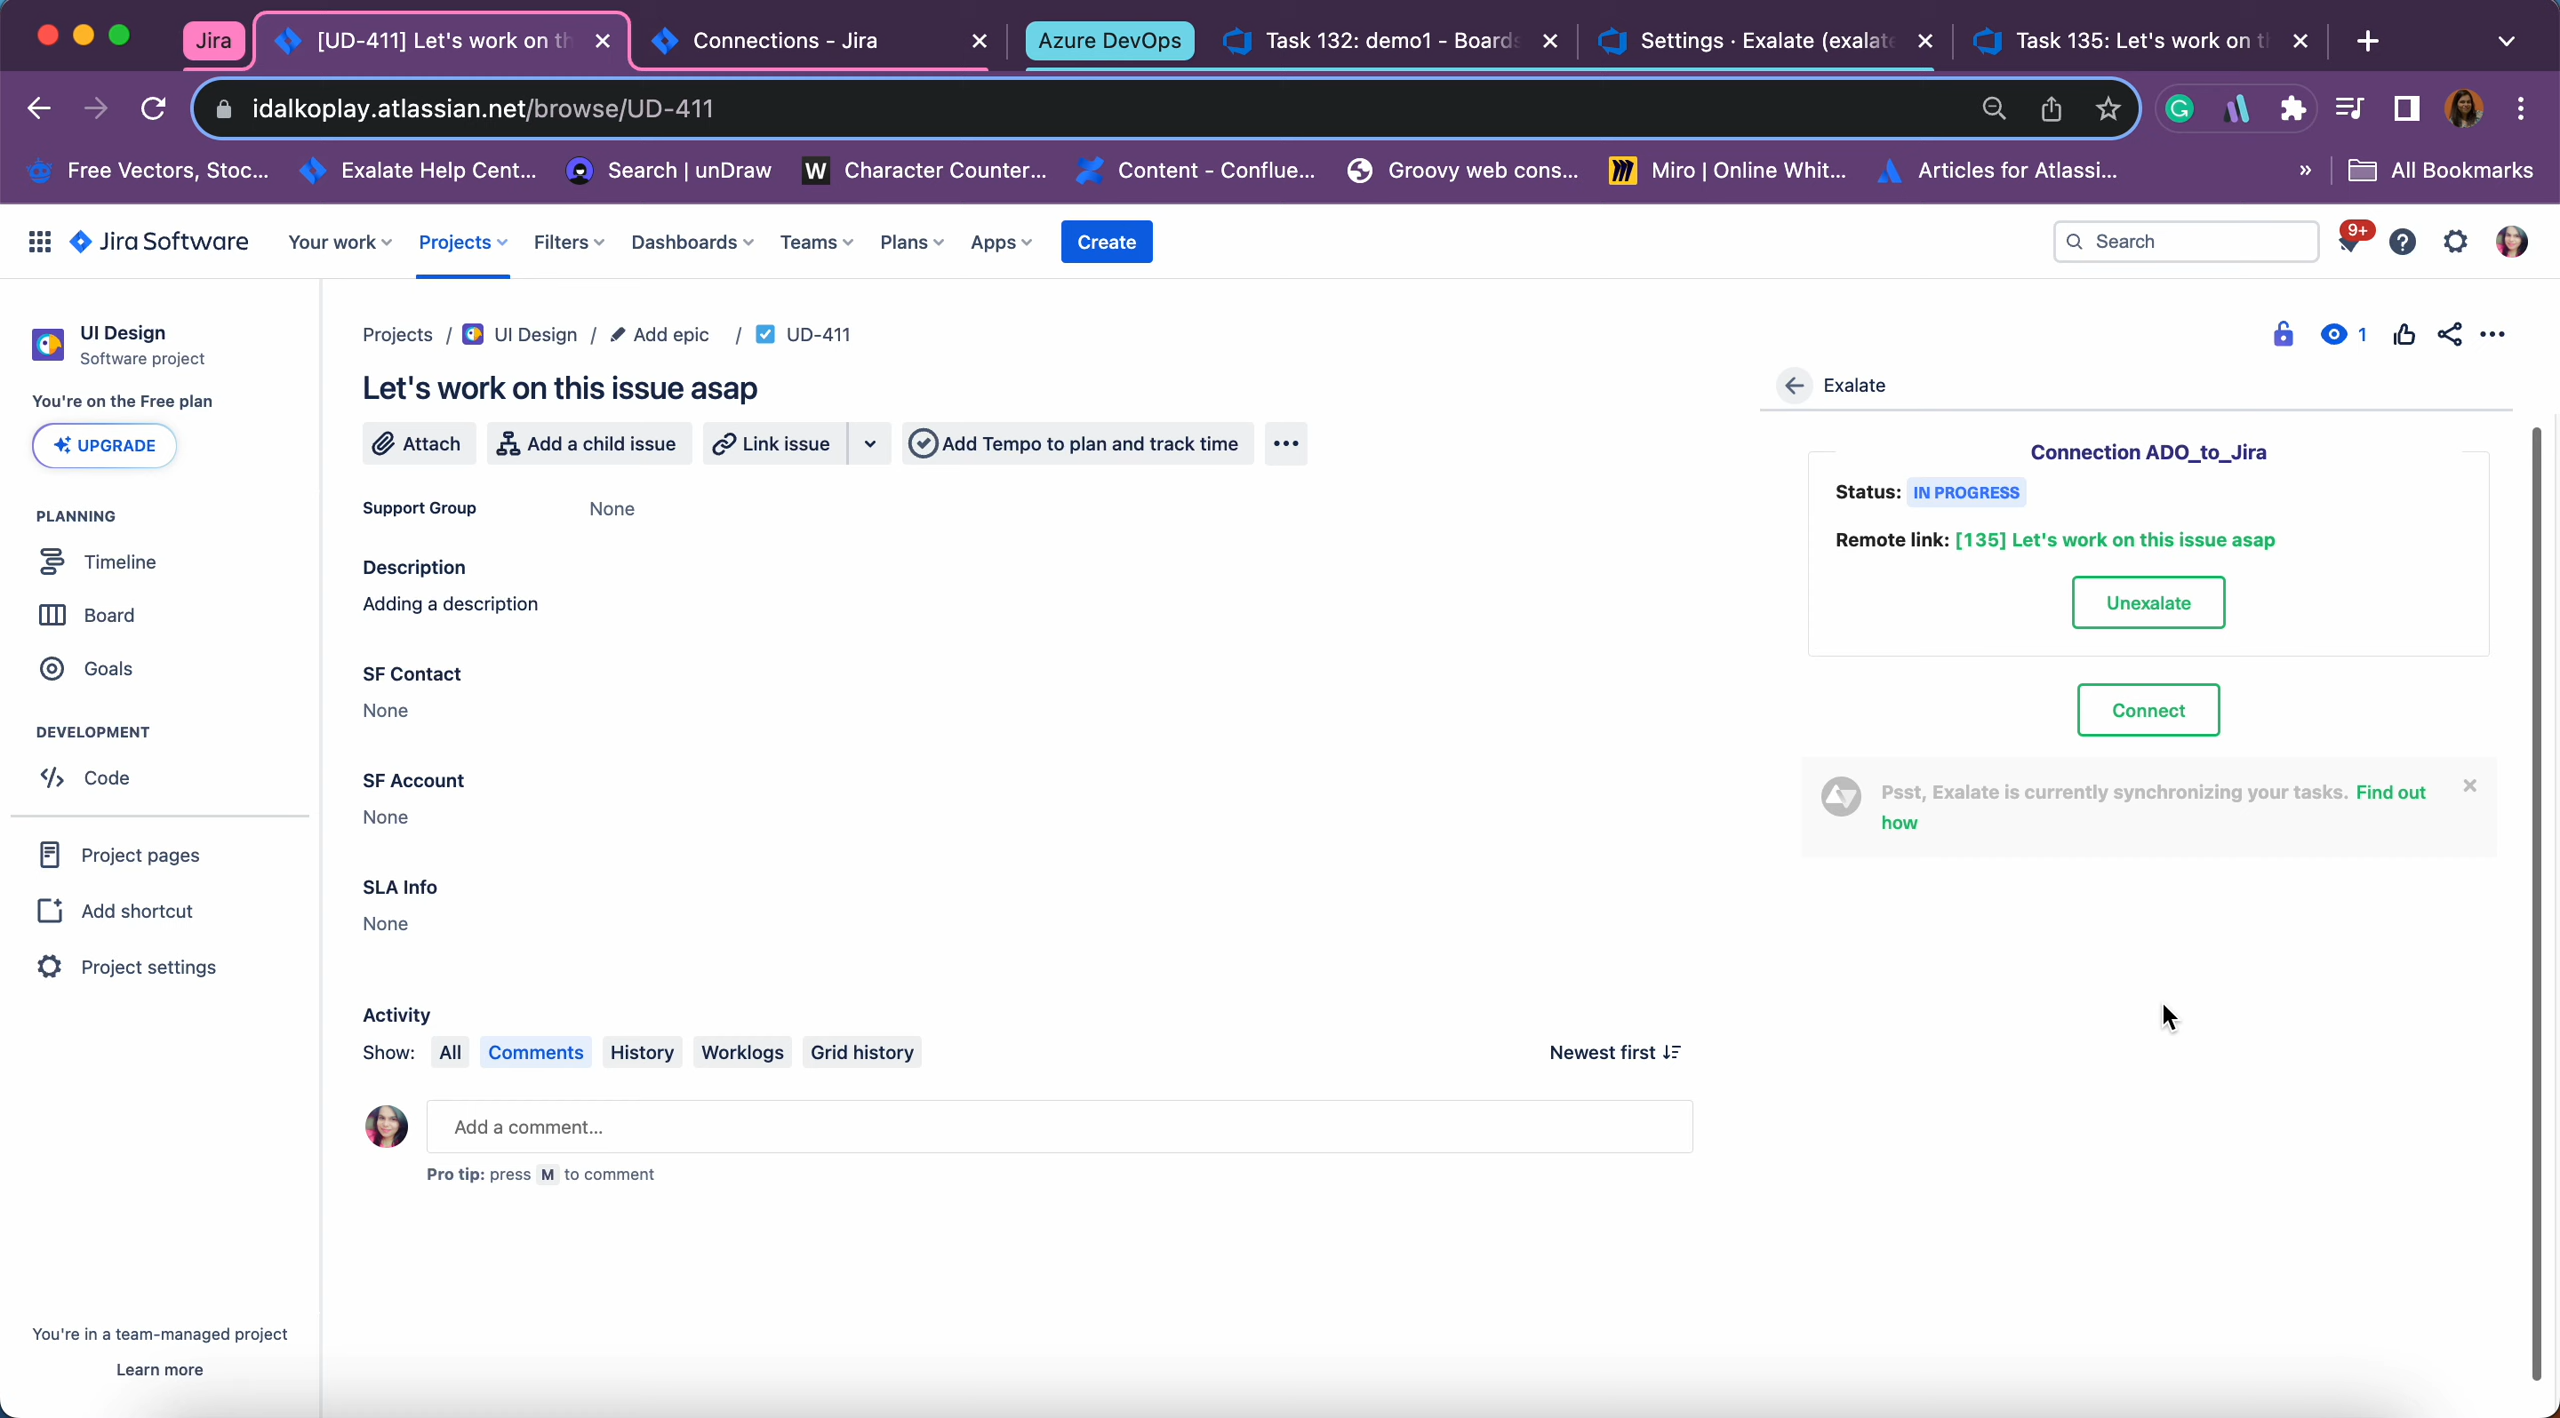 Jira
[UD-411] Let's work on th
Connections - Jira
Azure DevOps
Task 132: demo1 - Boards
Settings · Exalate (exalate
Task 135: Let's work on th
idalkoplay.atlassian.net/browse/UD-411
Free Vectors, Stoc...
Exalate Help Cent...
Search | unDraw
W Character Counter...
Content - Conflue...
Groovy web cons...
Miro | Online Whit...
Articles for Atlassi...
»
All Bookmarks
Jira Software
Your work
Projects
Filters
Dashboards
Teams
Plans
Apps
Create
Search
9+
UI Design
Software project
You're on the Free plan
UPGRADE
PLANNING
Timeline
Board
Goals
DEVELOPMENT
Code
Project pages
Add shortcut
Project settings
You're in a team-managed project
Learn more
Projects / UI Design / Add epic / UD-411
1
Let's work on this issue asap
Attach
Add a child issue
Link issue
Add Tempo to plan and track time
Support Group
None
Description
Adding a description
SF Contact
None
SF Account
None
SLA Info
None
Activity
Show: All Comments History Worklogs Grid history
Newest first
Add a comment...
Pro tip: press M to comment
Exalate
Connection ADO_to_Jira
Status: IN PROGRESS
Remote link: [135] Let's work on this issue asap
Unexalate
Connect
Psst, Exalate is currently synchronizing your tasks. Find out
how